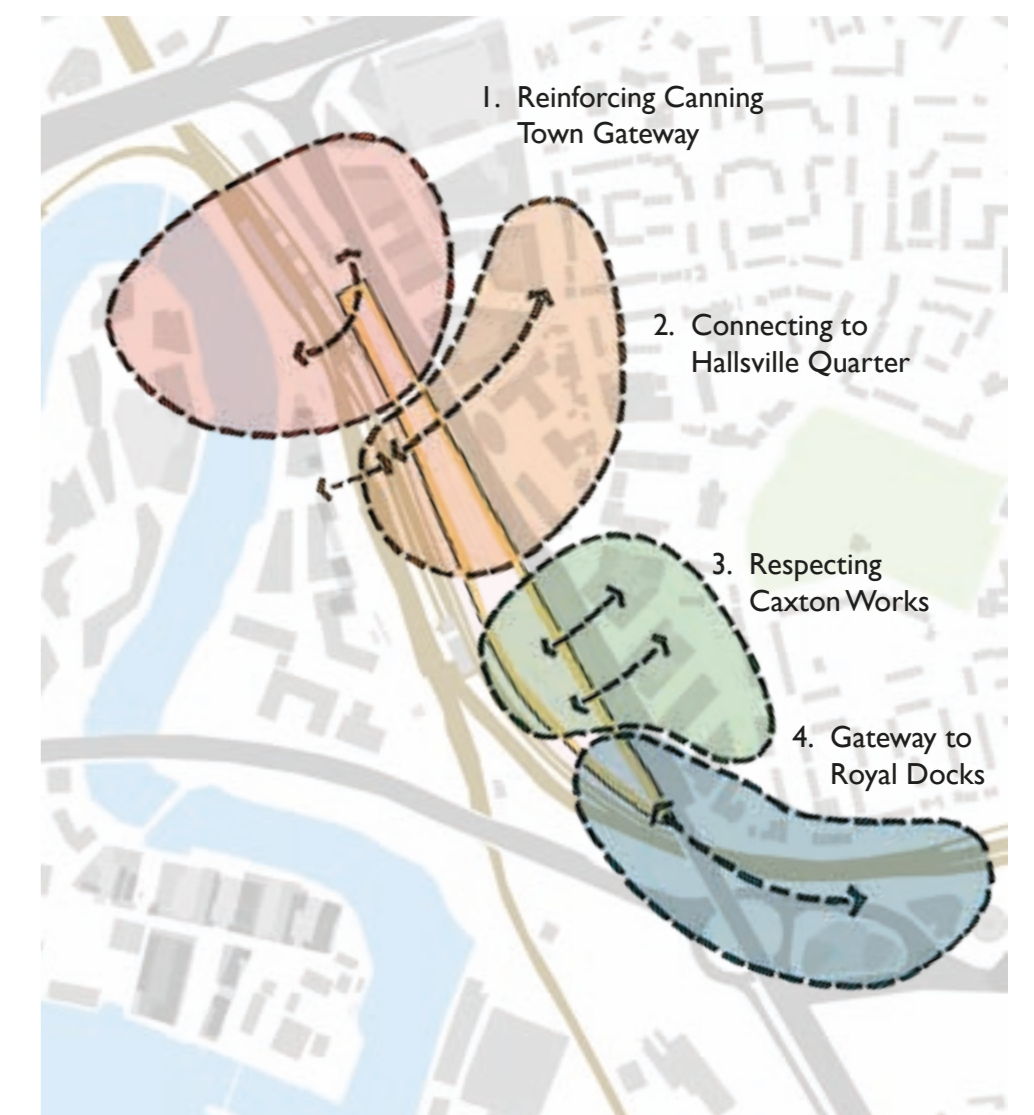 1. Reinforcing Canning
Town Gateway
2. Connecting to
Hallsville Quarter
3. Respecting
Caxton Works
4. Gateway to
Royal Docks